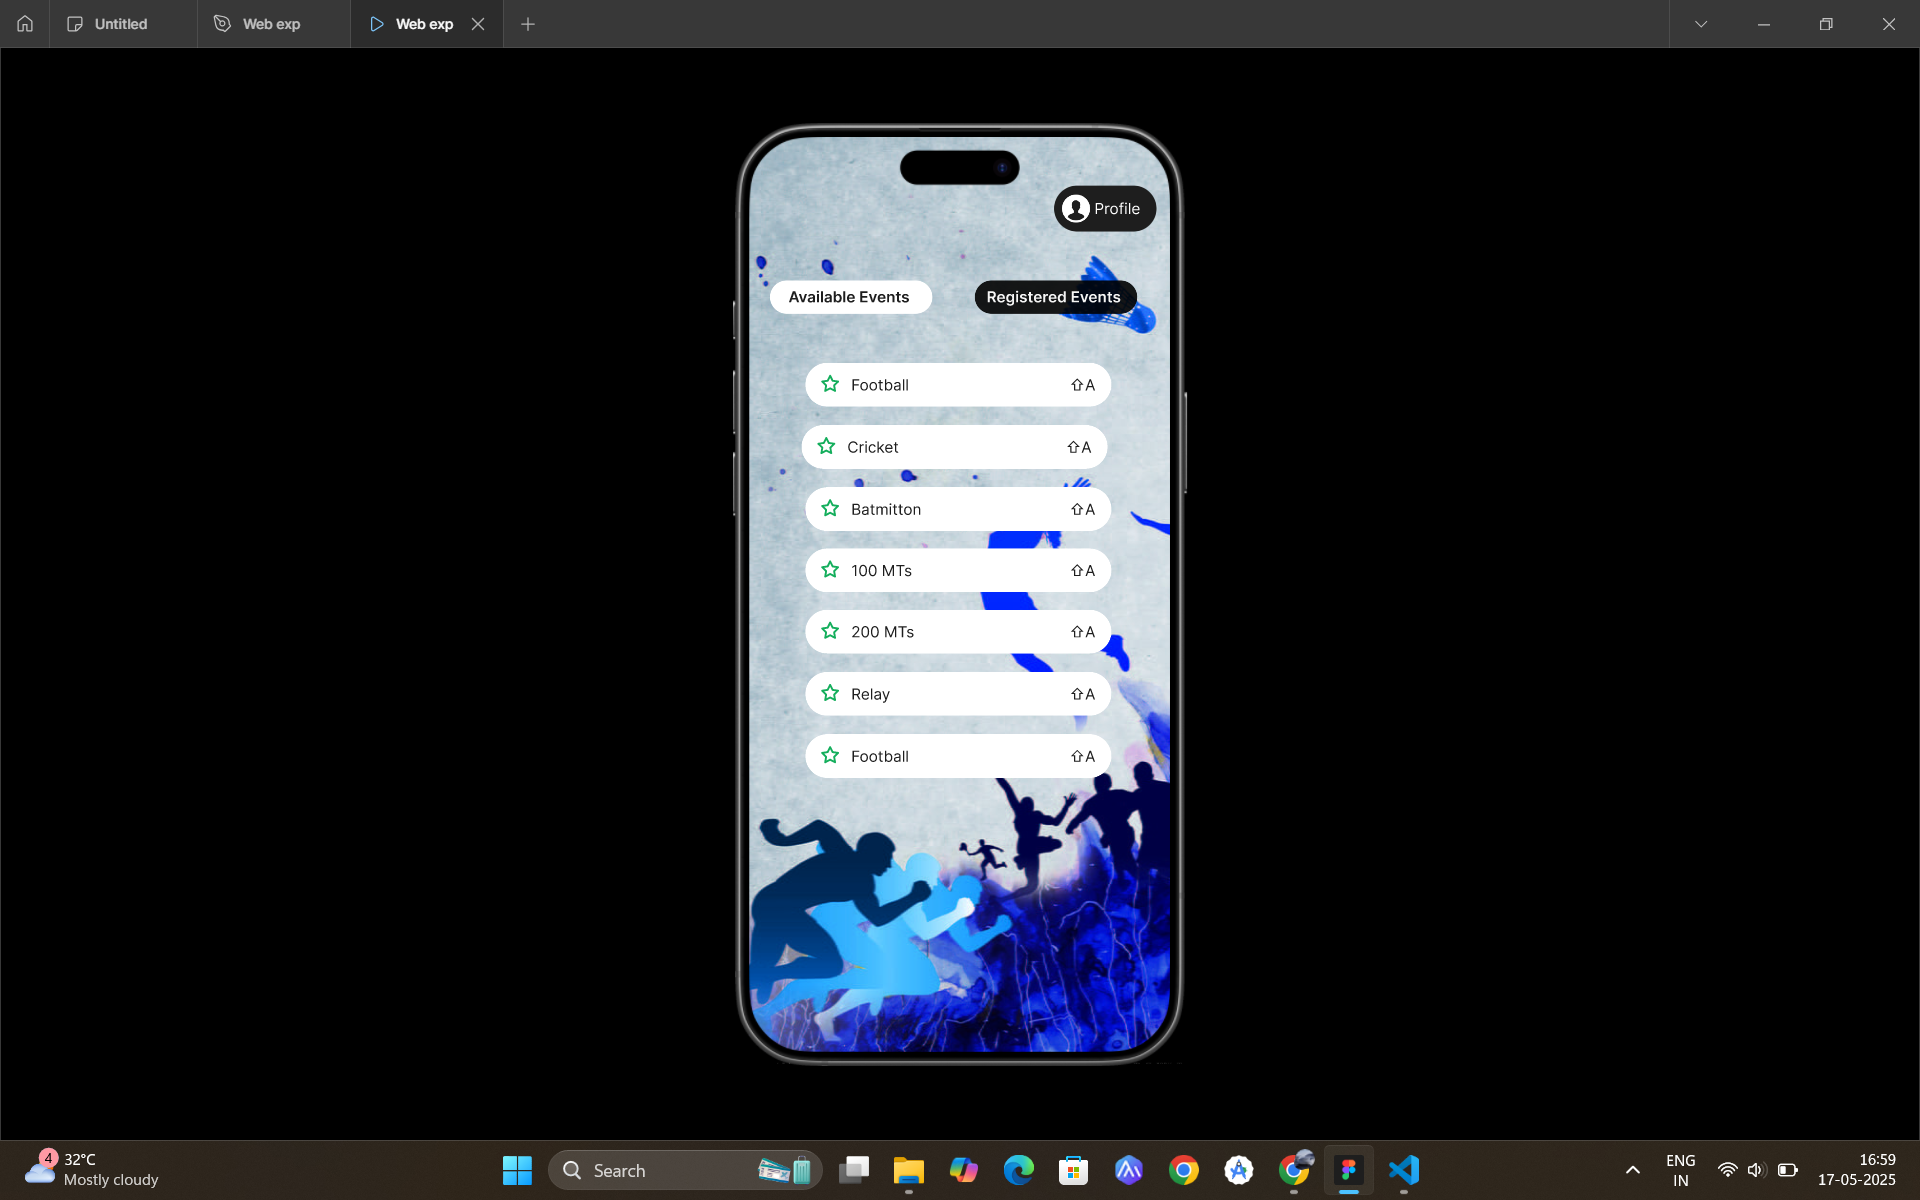 Untitled
Web exp
Web exp
Profile
Available Events
Registered Events
Football
⇧A
Cricket
⇧A
Batmitton
⇧A
100 MTs
⇧A
200 MTs
⇧A
Relay
⇧A
Football
⇧A
4
32°C
Mostly cloudy
Search
ENG
IN
16:59
17-05-2025